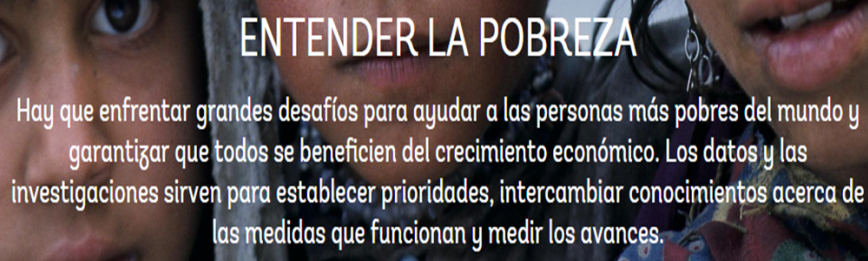 ENTENDER LA POBREZA
Hay que enfrentar grandes desafíos para ayudar a las personas más pobres del mundo y
garantizar que todos se beneficien del crecimiento económico. Los datos y las
investigaciones sirven para establecer prioridades, intercambiar conocimientos acerca de
las medidas que funcionan y medir los avances.